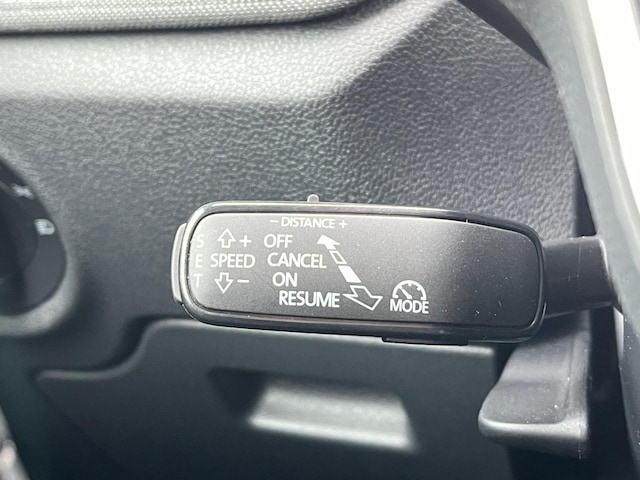 - DISTANCE +
S + OFF
E SPEED CANCEL
T - ON
RESUME
MODE